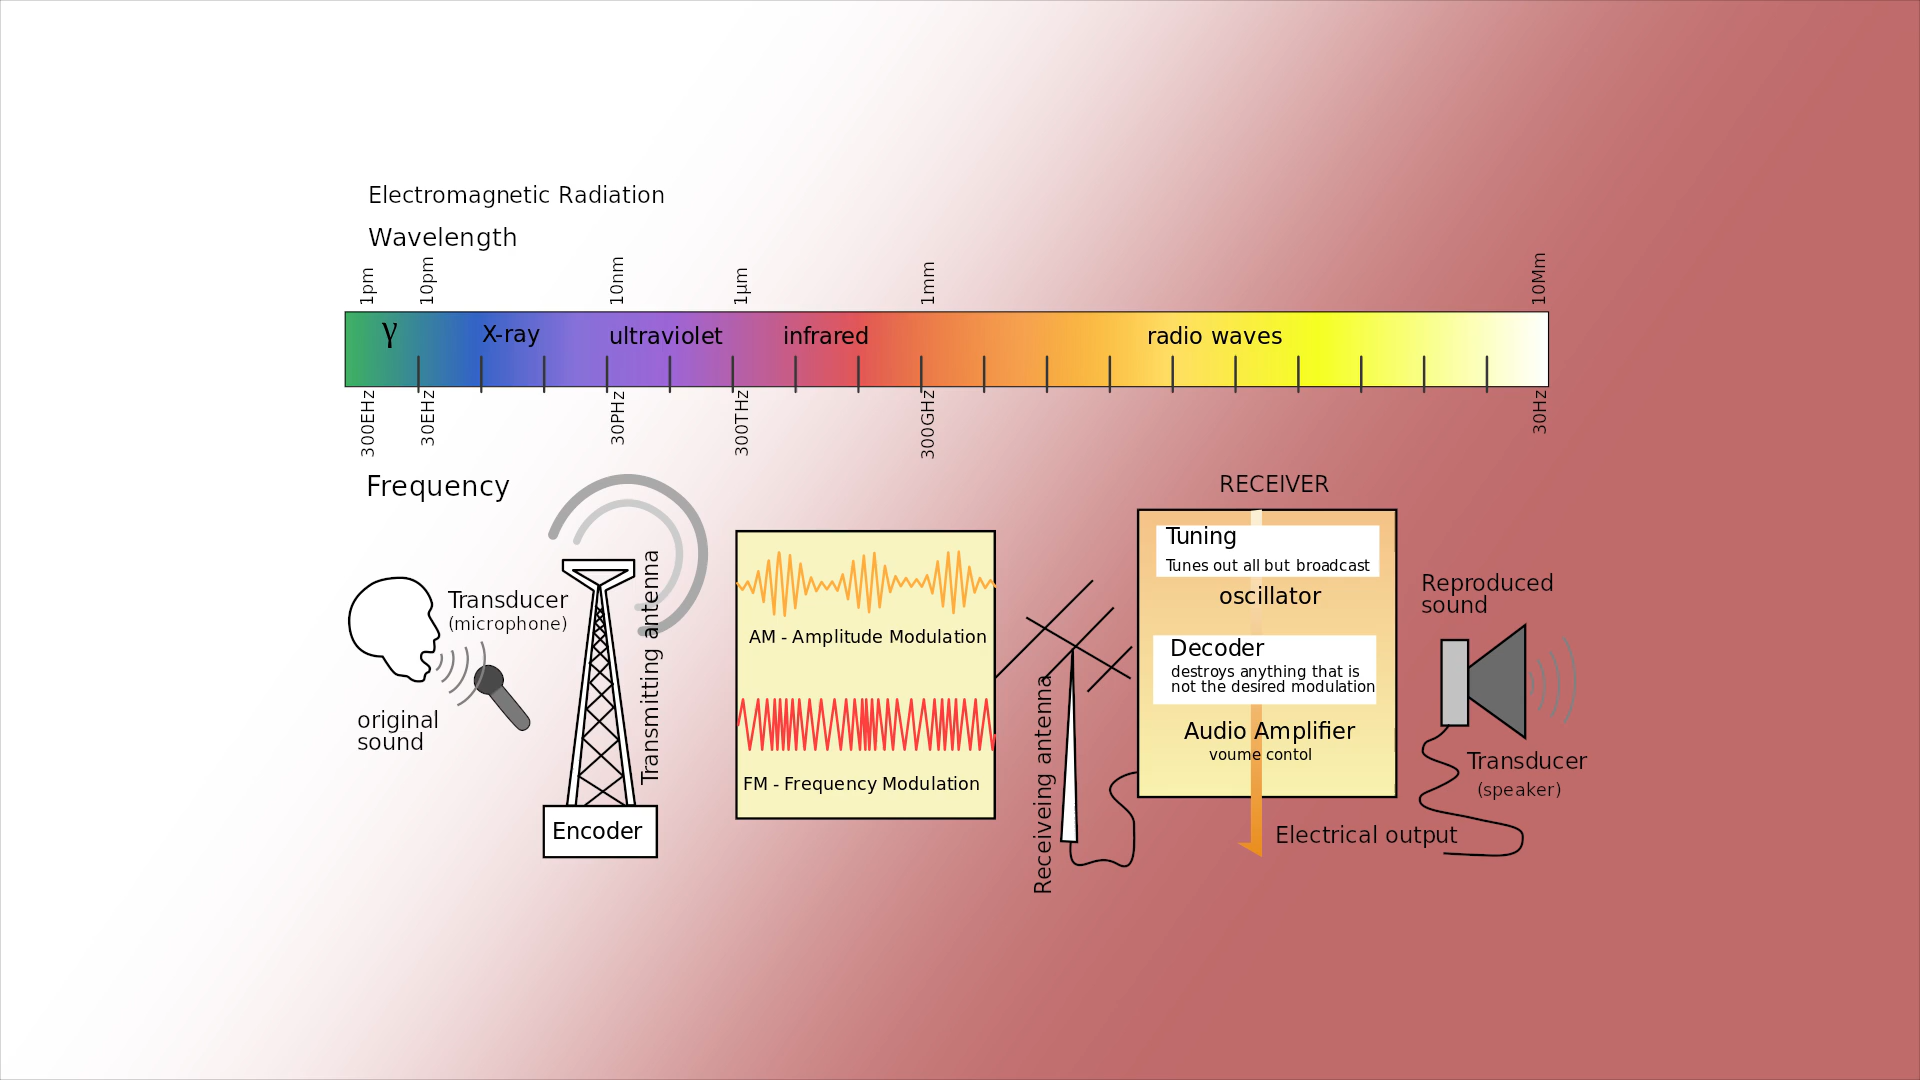 Electromagnetic Radiation
Wavelength
1pm
10pm
10nm
1µm
1mm
10Mm
γ
X-ray
ultraviolet
infrared
radio waves
300EHz
30EHz
30PHz
300THz
300GHz
30Hz
Frequency
original
sound
Transducer
(microphone)
Transmitting antenna
Encoder
AM - Amplitude Modulation
FM - Frequency Modulation
Receiveing antenna
RECEIVER
Tuning
Tunes out all but broadcast
oscillator
Decoder
destroys anything that is
not the desired modulation
Audio Amplifier
voume contol
Electrical output
Reproduced
sound
Transducer
(speaker)